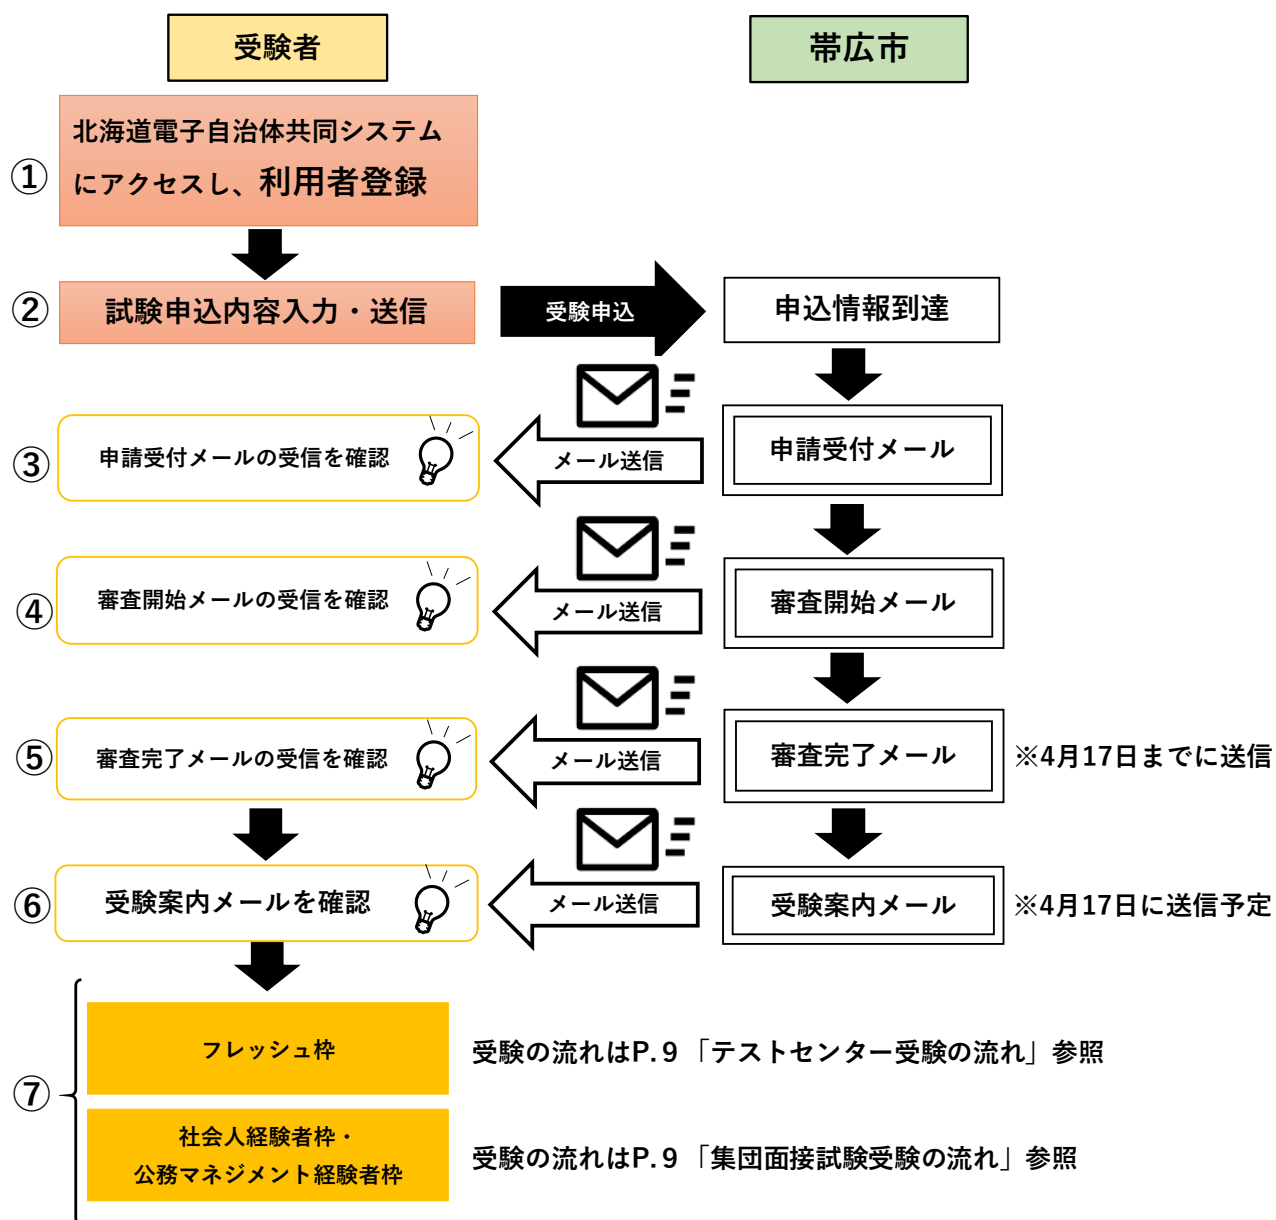 受験者
帯広市
①
北海道電子自治体共同システム
にアクセスし、利用者登録
②
試験申込内容入力・送信
受験申込
申込情報到達
③
申請受付メールの受信を確認
メール送信
申請受付メール
④
審査開始メールの受信を確認
メール送信
審査開始メール
⑤
審査完了メールの受信を確認
メール送信
審査完了メール
※4月17日までに送信
⑥
受験案内メールを確認
メール送信
受験案内メール
※4月17日に送信予定
⑦
フレッシュ枠
受験の流れはP.9「テストセンター受験の流れ」参照
社会人経験者枠・
公務マネジメント経験者枠
受験の流れはP.9「集団面接試験受験の流れ」参照